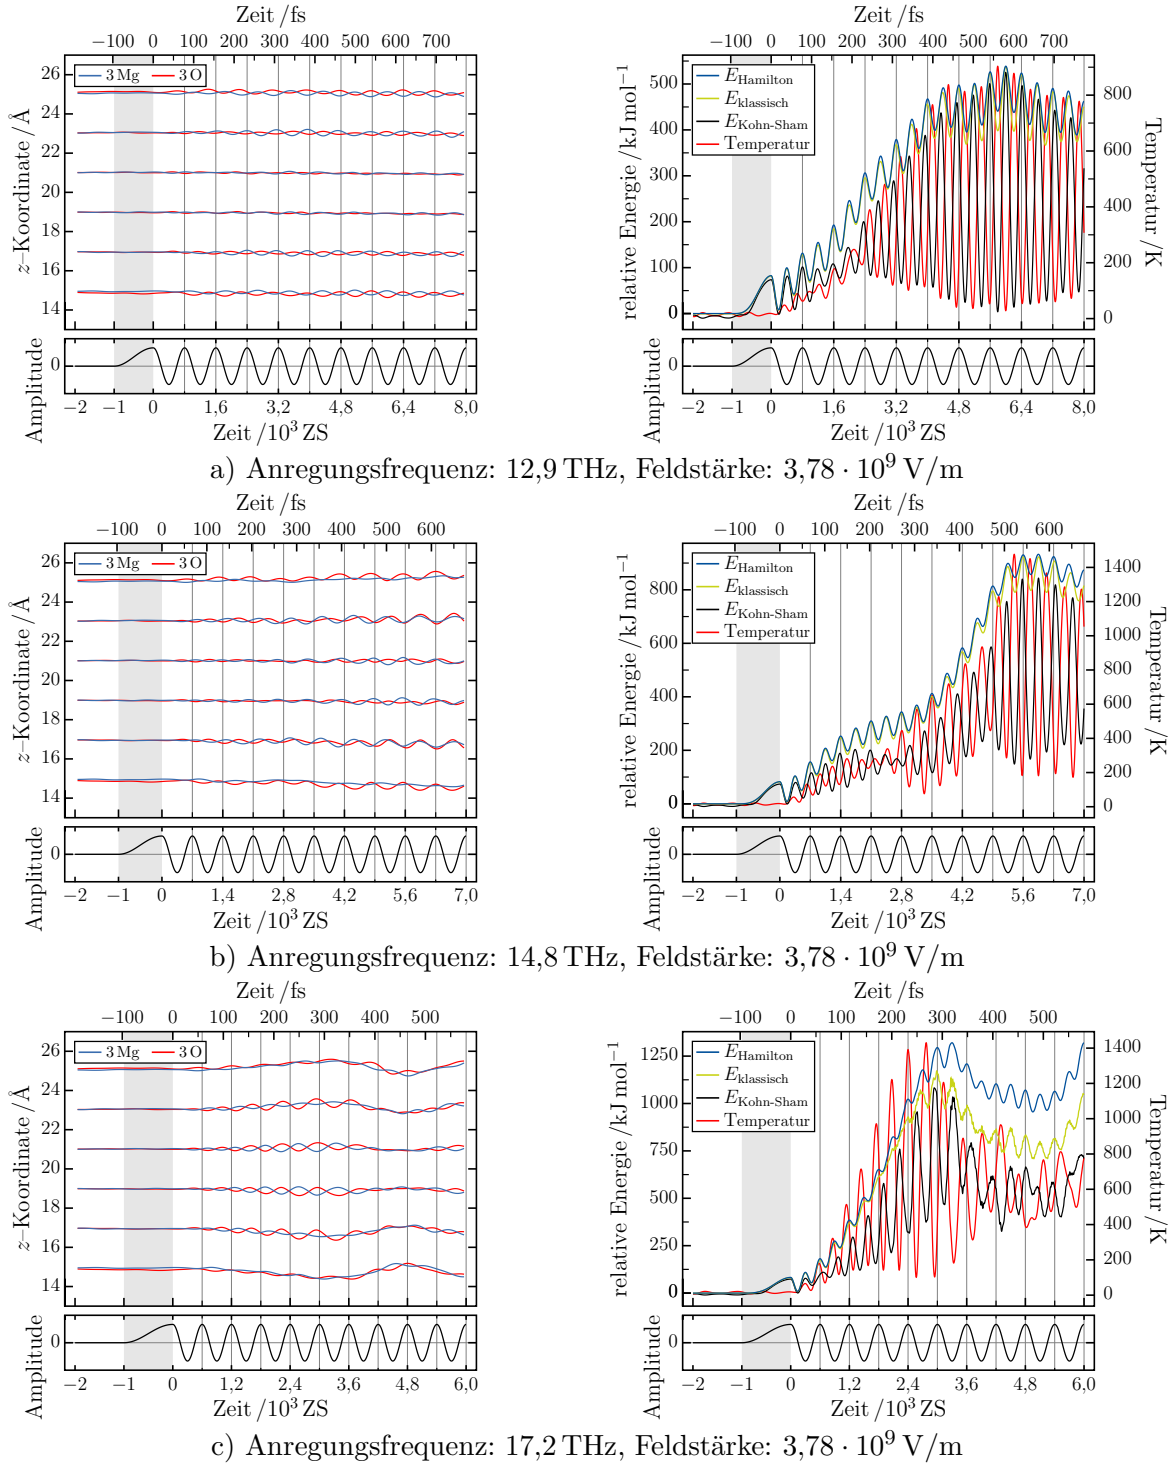 Zeit /fs
−100 0 100 200 300 400 500 600 700
3 Mg 3 O
z–Koordinate /Å
26
24
22
20
18
16
14
Amplitude
0
−2 −1 0 1,6 3,2 4,8 6,4 8,0
Zeit /10³ ZS
Zeit /fs
−100 0 100 200 300 400 500 600 700
E_Hamilton
E_klassisch
E_Kohn-Sham
Temperatur
relative Energie /kJ mol⁻¹
500
400
300
200
100
0
Temperatur /K
800
600
400
200
0
Amplitude
0
−2 −1 0 1,6 3,2 4,8 6,4 8,0
Zeit /10³ ZS
a) Anregungsfrequenz: 12,9 THz, Feldstärke: 3,78 · 10⁹ V/m
Zeit /fs
−100 0 100 200 300 400 500 600
3 Mg 3 O
z–Koordinate /Å
26
24
22
20
18
16
14
Amplitude
0
−2 −1 0 1,4 2,8 4,2 5,6 7,0
Zeit /10³ ZS
Zeit /fs
−100 0 100 200 300 400 500 600
E_Hamilton
E_klassisch
E_Kohn-Sham
Temperatur
relative Energie /kJ mol⁻¹
800
600
400
200
0
Temperatur /K
1400
1200
1000
800
600
400
200
0
Amplitude
0
−2 −1 0 1,4 2,8 4,2 5,6 7,0
Zeit /10³ ZS
b) Anregungsfrequenz: 14,8 THz, Feldstärke: 3,78 · 10⁹ V/m
Zeit /fs
−100 0 100 200 300 400 500
3 Mg 3 O
z–Koordinate /Å
26
24
22
20
18
16
14
Amplitude
0
−2 −1 0 1,2 2,4 3,6 4,8 6,0
Zeit /10³ ZS
Zeit /fs
−100 0 100 200 300 400 500
E_Hamilton
E_klassisch
E_Kohn-Sham
Temperatur
relative Energie /kJ mol⁻¹
1250
1000
750
500
250
0
Temperatur /K
1400
1200
1000
800
600
400
200
0
Amplitude
0
−2 −1 0 1,2 2,4 3,6 4,8 6,0
Zeit /10³ ZS
c) Anregungsfrequenz: 17,2 THz, Feldstärke: 3,78 · 10⁹ V/m